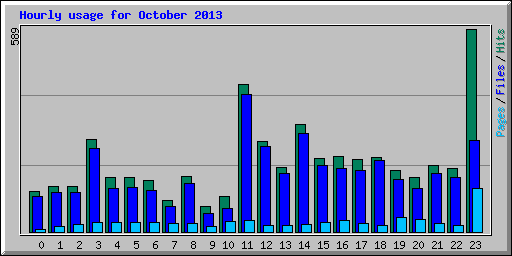 Hourly usage for October 2013
589
Pages / Files / Hits
0 1 2 3 4 5 6 7 8 9 10 11 12 13 14 15 16 17 18 19 20 21 22 23